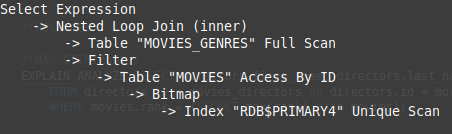 Select Expression
-> Nested Loop Join (inner)
-> Table "MOVIES_GENRES" Full Scan
-> Filter
-> Table "MOVIES" Access By ID
-> Bitmap
-> Index "RDB$PRIMARY4" Unique Scan